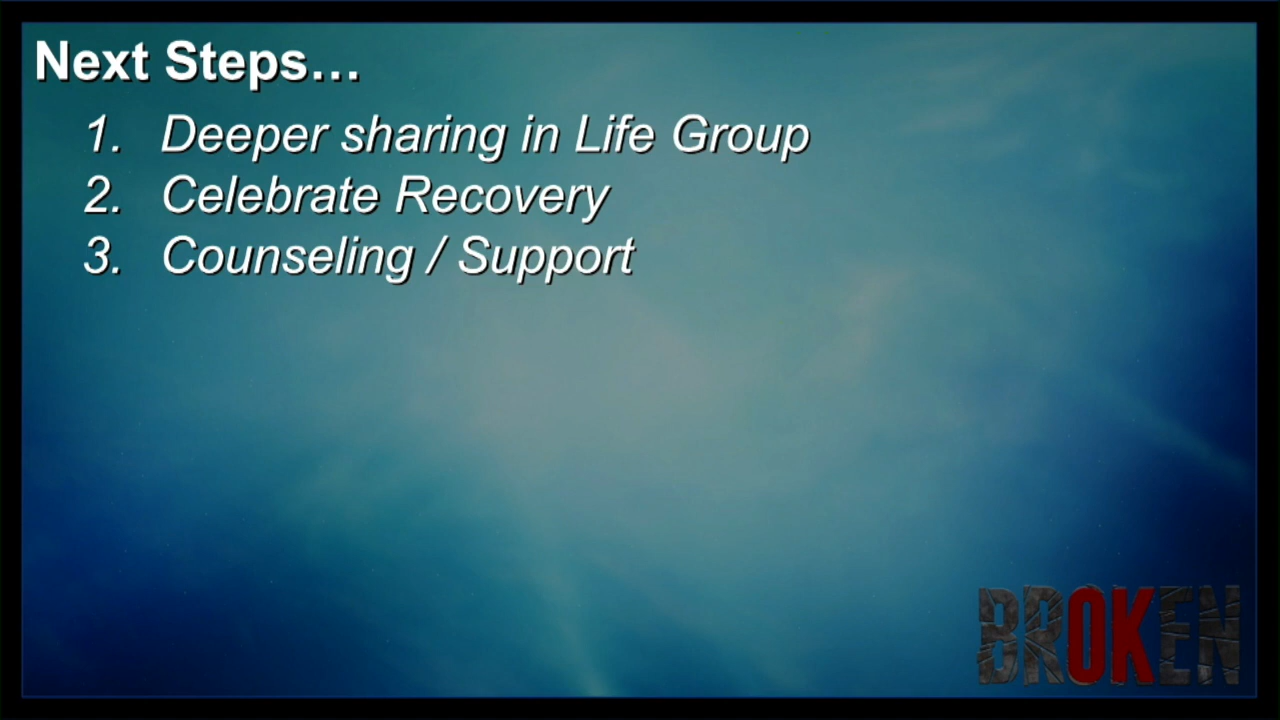 Next Steps…
1. Deeper sharing in Life Group
2. Celebrate Recovery
3. Counseling / Support
BROKEN